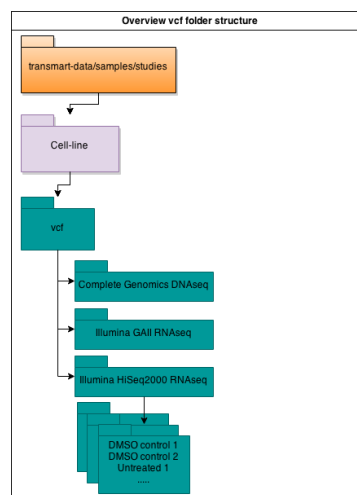 Overview vcf folder structure
transmart-data/samples/studies
Cell-line
vcf
Complete Genomics DNAseq
Illumina GAII RNAseq
Illumina HiSeq2000 RNAseq
DMSO control 1
DMSO control 2
Untreated 1
.....